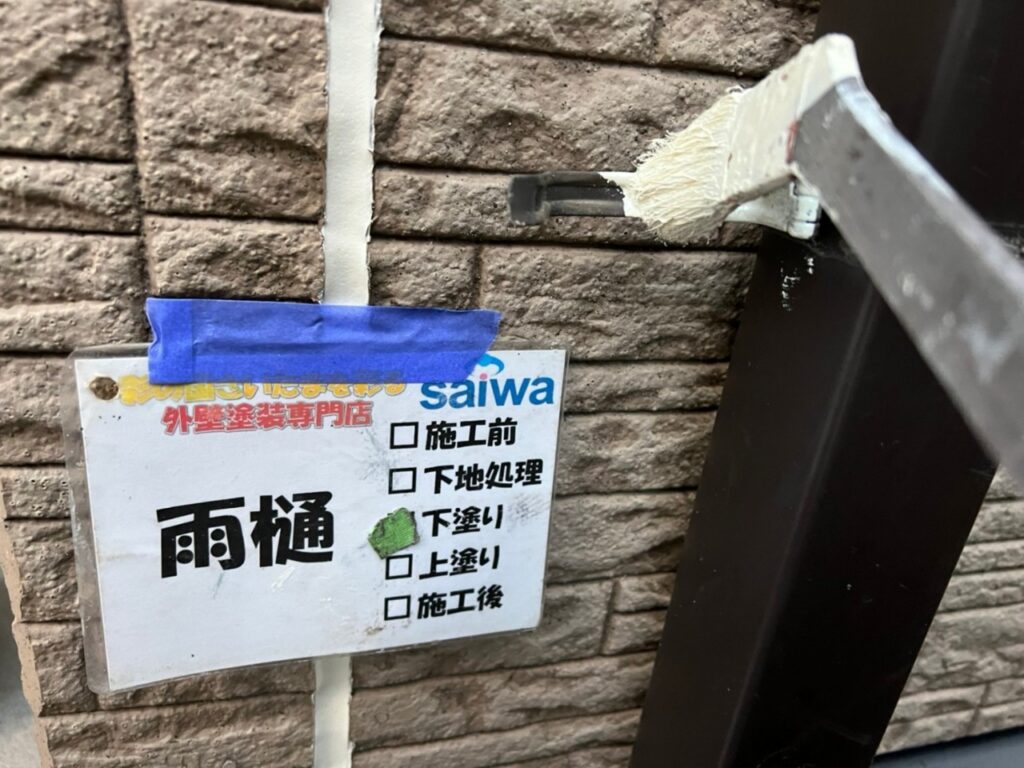 saiwa
外壁塗装専門店
雨樋
□ 施工前
□ 下地処理
下塗り
□ 上塗り
□ 施工後